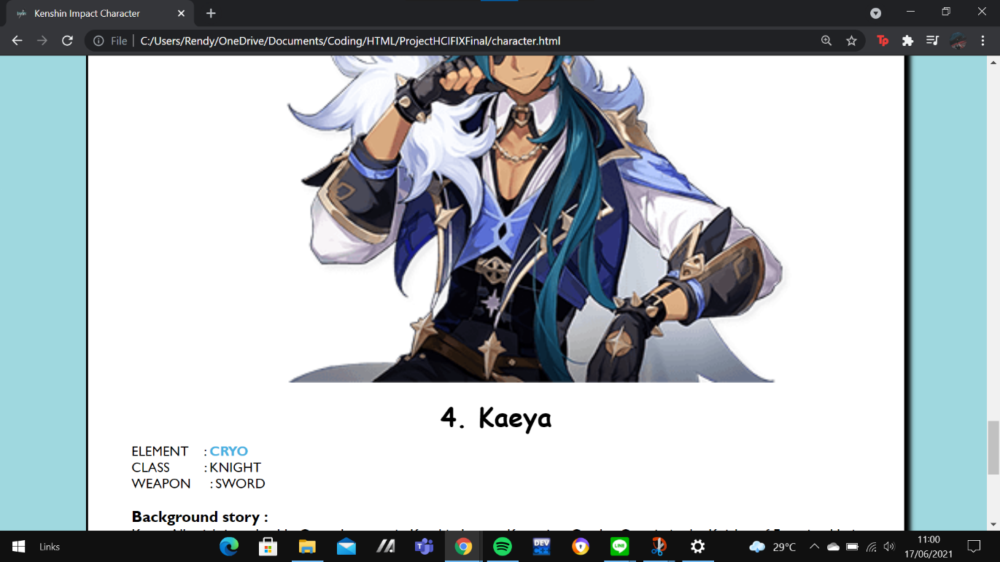 Kenshin Impact Character
File
C:/Users/Rendy/OneDrive/Documents/Coding/HTML/ProjectHCIFIXFinal/character.html
Tp
4. Kaeya
ELEMENT : CRYO
CLASS : KNIGHT
WEAPON : SWORD
Background story :
Links
DEV
LINE
29°C
11:00
17/06/2021